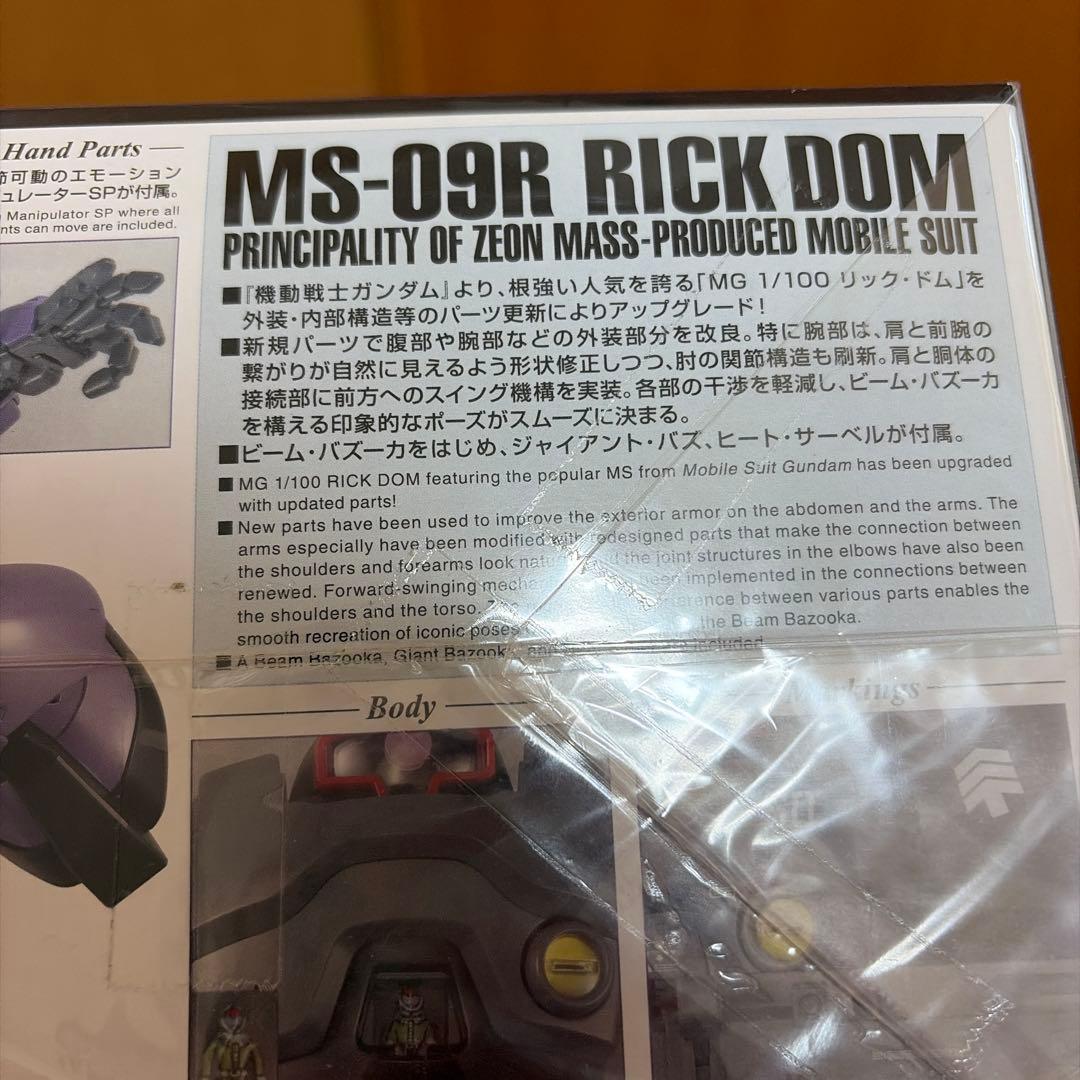 Hand Parts
節可動のエモーション
ュレーターSPが付属。
Manipulator SP where all
nts can move are included.
MS-09R RICK DOM
PRINCIPALITY OF ZEON MASS-PRODUCED MOBILE SUIT
■『機動戦士ガンダム』より、根強い人気を誇る「MG 1/100 リック・ドム」を
外装・内部構造等のパーツ更新によりアップグレード!
■新規パーツで腹部や腕部などの外装部分を改良。特に腕部は、肩と前腕の
繋がりが自然に見えるよう形状修正しつつ、肘の関節構造も刷新。肩と胴体の
接続部に前方へのスイング機構を実装。各部の干渉を軽減し、ビーム・バズーカ
を構える印象的なポーズがスムーズに決まる。
■ビーム・バズーカをはじめ、ジャイアント・バズ、ヒート・サーベルが付属。
■ MG 1/100 RICK DOM featuring the popular MS from Mobile Suit Gundam has been upgraded
with updated parts!
■ New parts have been used to improve the exterior armor on the abdomen and the arms. The
arms especially have been modified with redesigned parts that make the connection between
the shoulders and forearms look the joint structures in the elbows have also been
renewed. Forward-swinging been implemented in the connections between
the shoulders and the torso. between various parts enables the
smooth recreation of iconic poses the Beam Bazooka.
■ A Beam Bazooka, Giant Bazooka, and included
Body
Markings